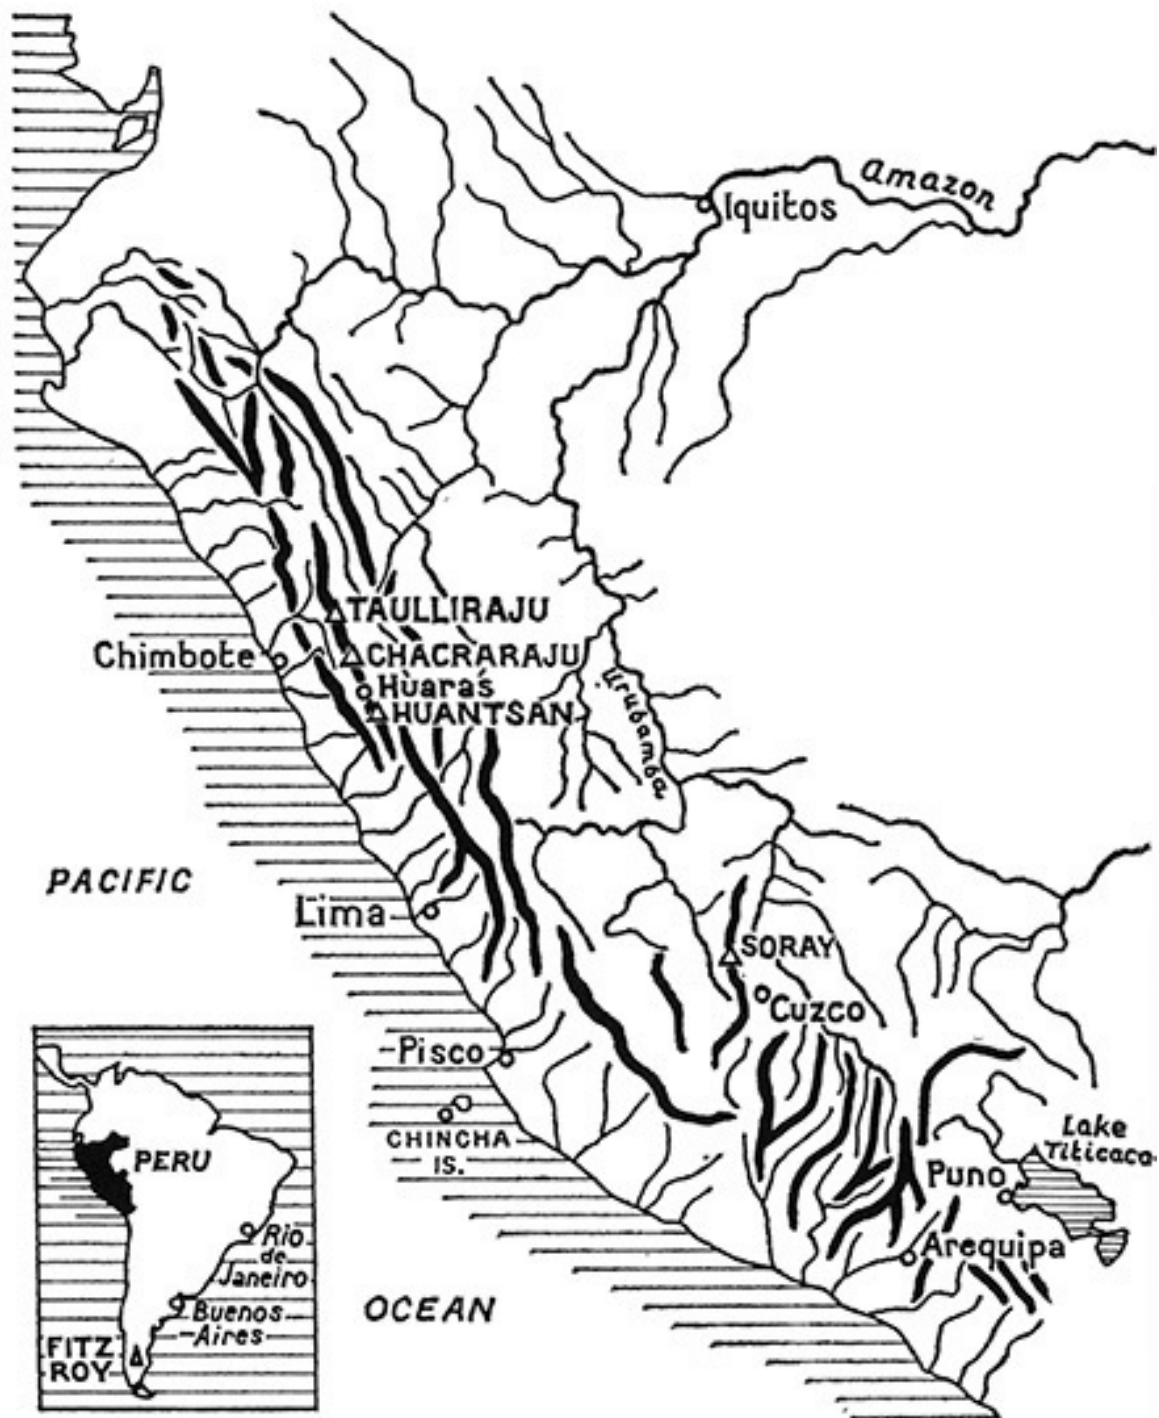 Amazon
Iquitos
TAULLIRAJU
Chimbote
CHACRARAJU
Huarás
HUANTSAN
Urubamba
PACIFIC
Lima
SORAY
Cuzco
Pisco
CHINCHA
IS.
Lake
Titicaca
Puno
Arequipa
OCEAN
PERU
Rio
de
Janeiro
Buenos
Aires
FITZ
ROY